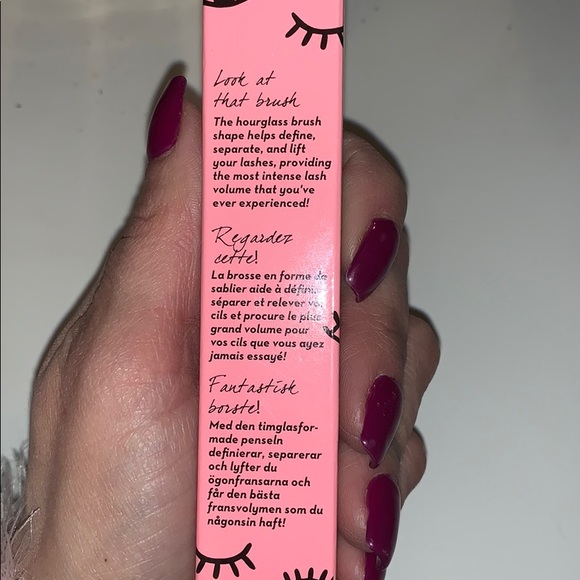 Look at
that brush
The hourglass brush
shape helps define,
separate, and lift
your lashes, providing
the most intense lash
volume that you've
ever experienced!
Regardez
cette!
La brosse en forme de
sablier aide à définir,
séparer et relever vos
cils et procure le plus
grand volume pour
vos cils que vous ayez
jamais essayé!
Fantastisk
borste!
Med den timglasfor-
made penseln
definierar, separerar
och lyfter du
ögonfransarna och
får den bästa
fransvolymen som du
någonsin haft!